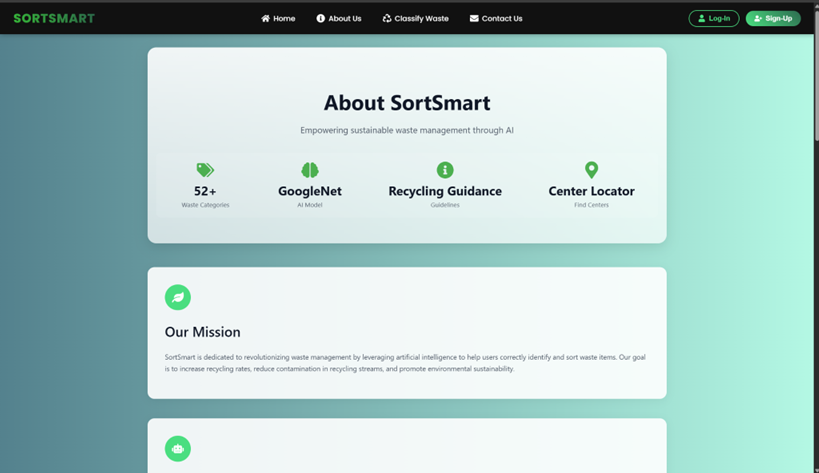 SORTSMART
Home About Us Classify Waste Contact Us
Log-In Sign-Up
About SortSmart
Empowering sustainable waste management through AI
52+ GoogleNet Recycling Guidance Center Locator
Waste Categories AI Model Guidelines Find Centers
Our Mission
SortSmart is dedicated to revolutionizing waste management by leveraging artificial intelligence to help users correctly identify and sort waste items. Our goal
is to increase recycling rates, reduce contamination in recycling streams, and promote environmental sustainability.